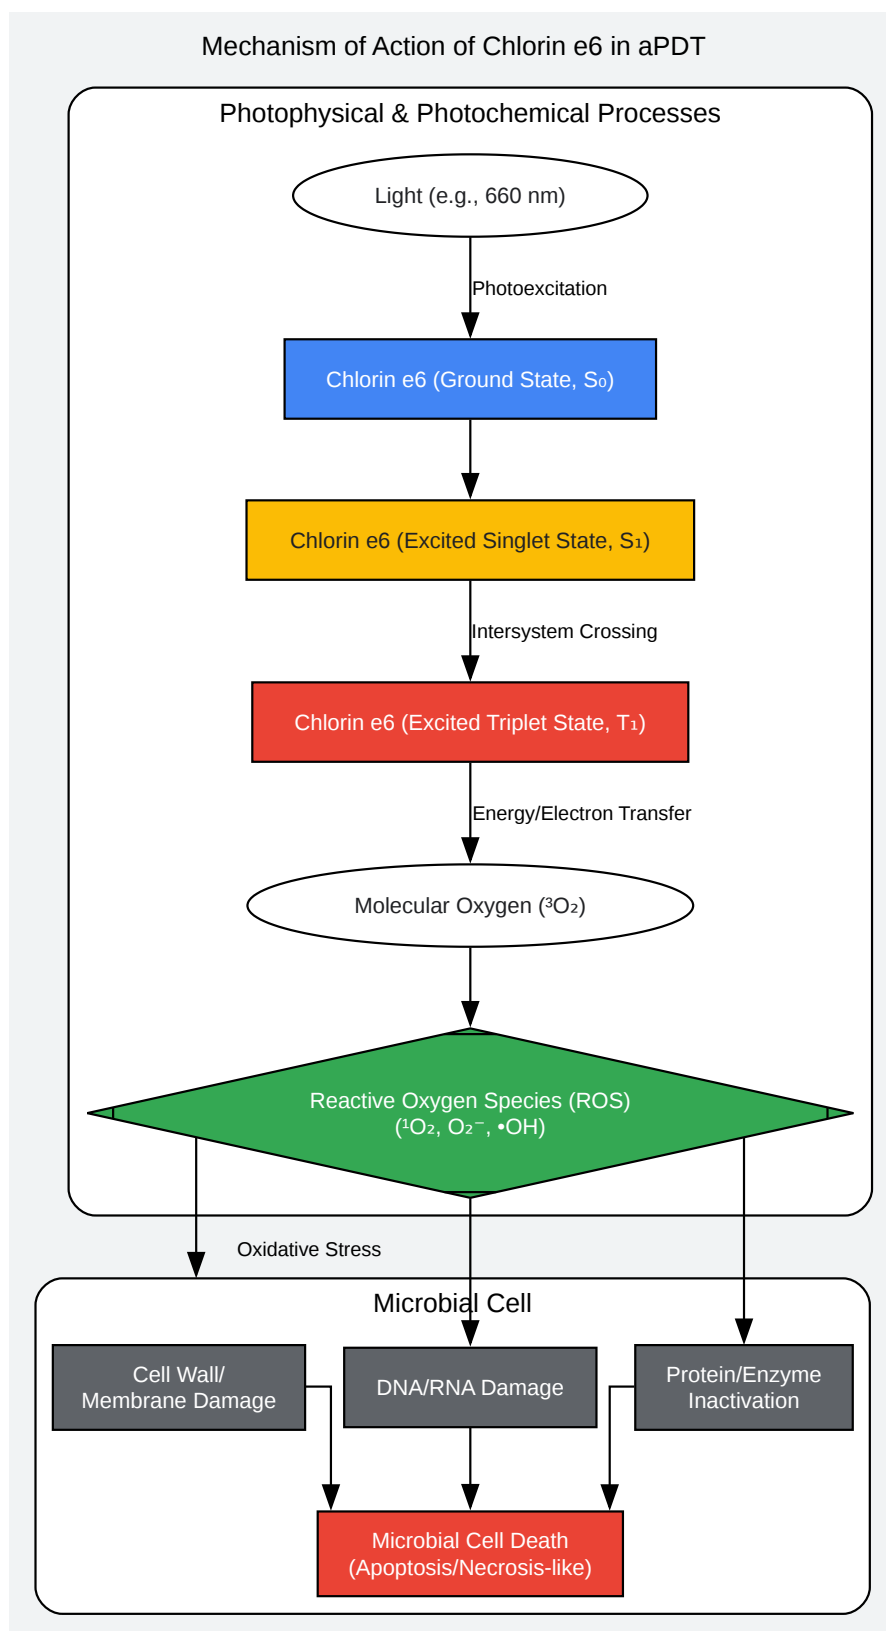 Mechanism of Action of Chlorin e6 in aPDT
Photophysical & Photochemical Processes
Light (e.g., 660 nm)
Photoexcitation
Chlorin e6 (Ground State, S₀)
Chlorin e6 (Excited Singlet State, S₁)
Intersystem Crossing
Chlorin e6 (Excited Triplet State, T₁)
Energy/Electron Transfer
Molecular Oxygen (³O₂)
Reactive Oxygen Species (ROS)
(¹O₂, O₂⁻, •OH)
Oxidative Stress
Microbial Cell
Cell Wall/
Membrane Damage
DNA/RNA Damage
Protein/Enzyme
Inactivation
Microbial Cell Death
(Apoptosis/Necrosis-like)